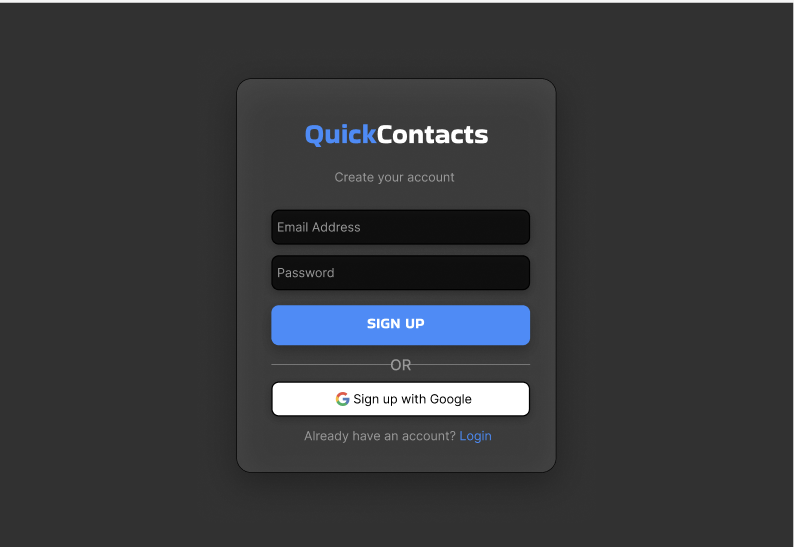 QuickContacts
Create your account
Email Address
Password
SIGN UP
OR
Sign up with Google
Already have an account? Login